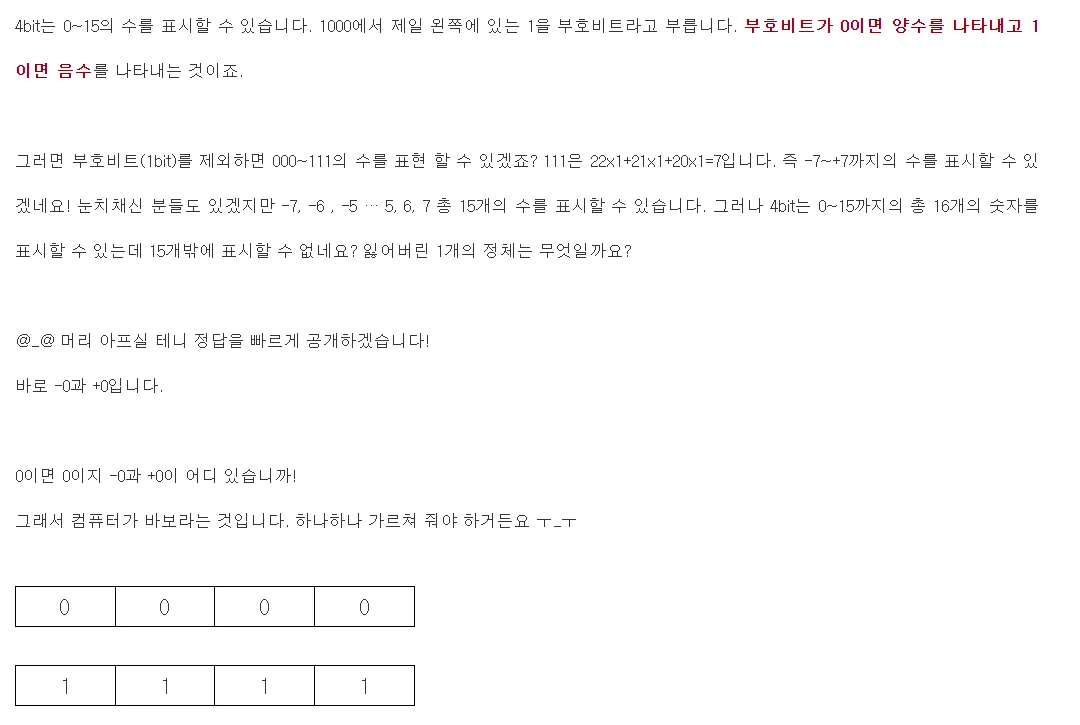 4bit는 0~15의 수를 표시할 수 있습니다. 1000에서 제일 왼쪽에 있는 1을 부호비트라고 부릅니다. 부호비트가 0이면 양수를 나타내고 1
이면 음수를 나타내는 것이죠.
그러면 부호비트(1bit)를 제외하면 000~111의 수를 표현 할 수 있겠죠? 111은 22x1+21x1+20x1=7입니다. 즉 -7~+7까지의 수를 표시할 수 있
겠네요! 눈치채신 분들도 있겠지만 -7, -6 , -5 … 5, 6, 7 총 15개의 수를 표시할 수 있습니다. 그러나 4bit는 0~15까지의 총 16개의 숫자를
표시할 수 있는데 15개밖에 표시할 수 없네요? 잃어버린 1개의 정체는 무엇일까요?
@_@ 머리 아프실 테니 정답을 빠르게 공개하겠습니다!
바로 -0과 +0입니다.
0이면 0이지 -0과 +0이 어디 있습니까!
그래서 컴퓨터가 바보라는 것입니다. 하나하나 가르쳐 줘야 하거든요 ㅜ_ㅜ
0 0 0 0
1 1 1 1